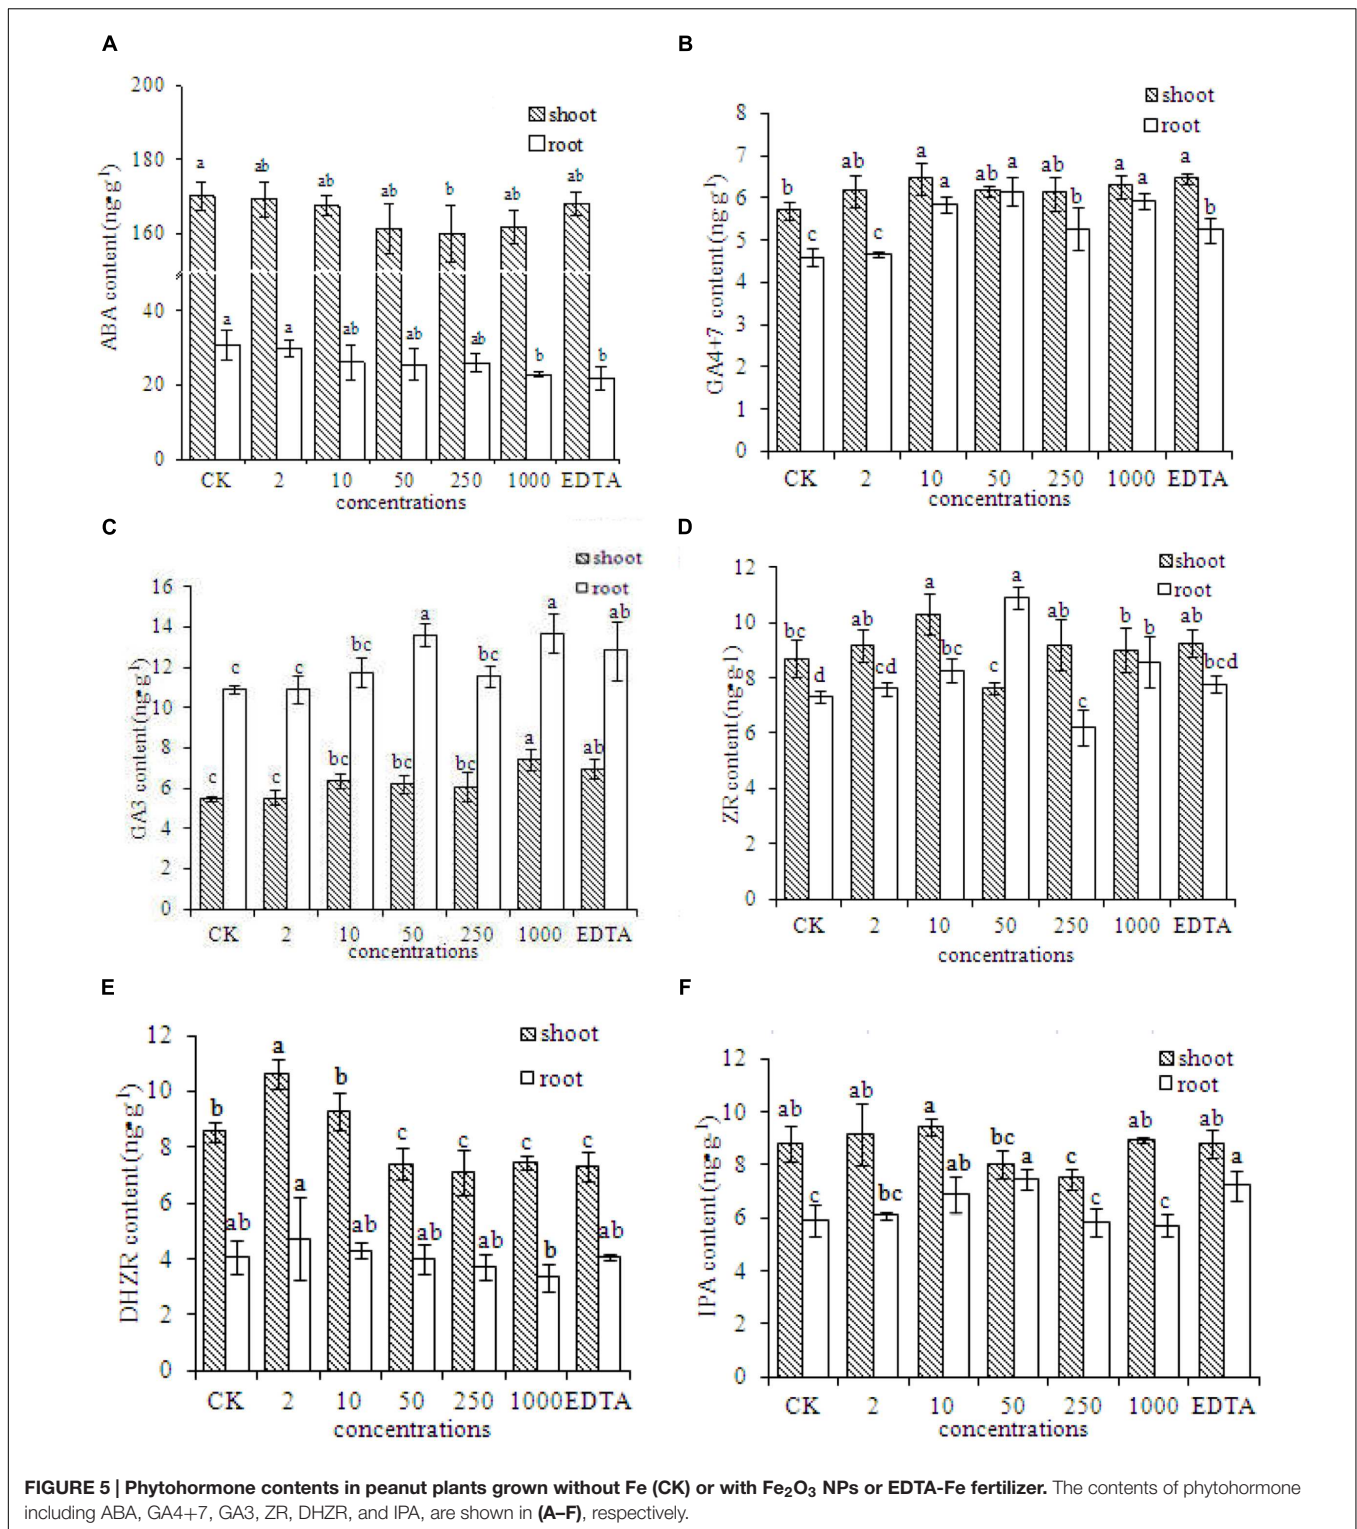 A
200
180
160
40
20
0
ABA content(ng•g-1)
shoot
root
a ab ab ab b ab ab
a a ab ab ab b b
CK 2 10 50 250 1000 EDTA
concentrations
B
8
7
6
5
4
3
2
1
0
GA4+7 content(ng·g-1)
shoot
root
b ab a ab ab a a
c c a a b a b
CK 2 10 50 250 1000 EDTA
concentrations
C
16
14
12
10
8
6
4
2
0
GA3 content(ng•g-1)
shoot
root
c c bc bc bc a ab
c c bc a bc a ab
CK 2 10 50 250 1000 EDTA
concentrations
D
12
10
8
6
4
2
0
ZR content(ng•g-1)
shoot
root
bc ab a c ab b ab
d cd bc a c b bcd
CK 2 10 50 250 1000 EDTA
concentrations
E
12
10
8
6
4
2
0
DHZR content(ng•g-1)
shoot
root
b a b c c c c
ab a ab ab ab b ab
CK 2 10 50 250 1000EDTA
concentrations
F
12
10
8
6
4
2
0
IPA content(ng•g-1)
shoot
root
ab ab a bc c ab ab
c bc ab a c c a
CK 2 10 50 250 1000 EDTA
concentrations
FIGURE 5 | Phytohormone contents in peanut plants grown without Fe (CK) or with Fe2O3 NPs or EDTA-Fe fertilizer. The contents of phytohormone
including ABA, GA4+7, GA3, ZR, DHZR, and IPA, are shown in (A–F), respectively.